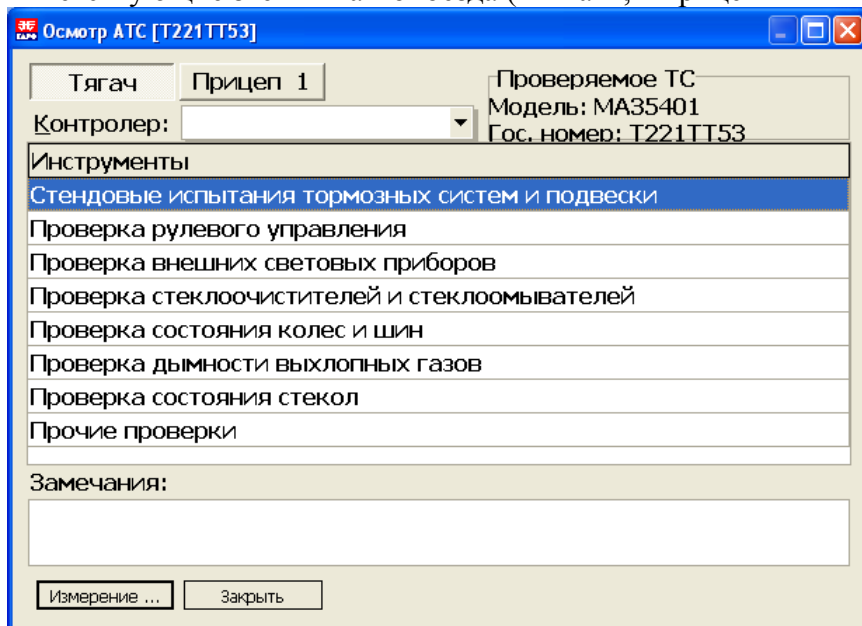 Осмотр АТС [Т221ТТ53]
Тягач Прицеп 1
Проверяемое ТС
Модель: МАЗ5401
Контролер:
Гос. номер: Т221ТТ53
Инструменты
Стендовые испытания тормозных систем и подвески
Проверка рулевого управления
Проверка внешних световых приборов
Проверка стеклоочистителей и стеклоомывателей
Проверка состояния колес и шин
Проверка дымности выхлопных газов
Проверка состояния стекол
Прочие проверки
Замечания:
Измерение ... Закрыть